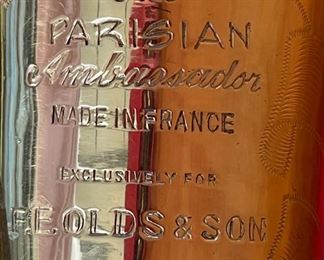 PARISIAN
Ambassador
MADE IN FRANCE
EXCLUSIVELY FOR
F.E. OLDS & SON